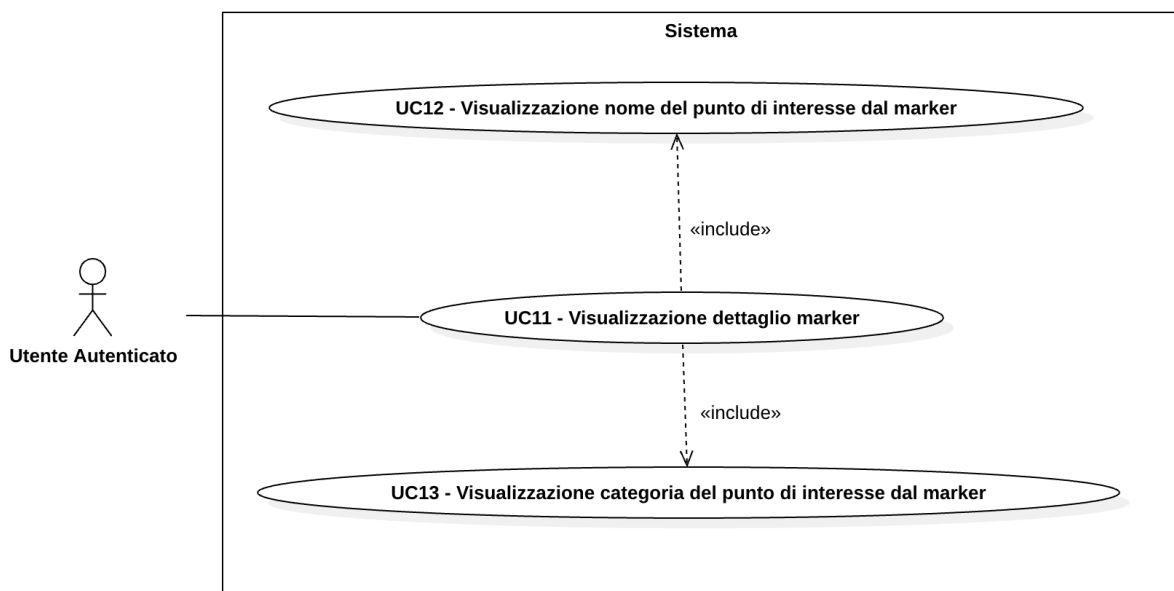 Sistema
UC12 - Visualizzazione nome del punto di interesse dal marker
«include»
UC11 - Visualizzazione dettaglio marker
Utente Autenticato
«include»
UC13 - Visualizzazione categoria del punto di interesse dal marker